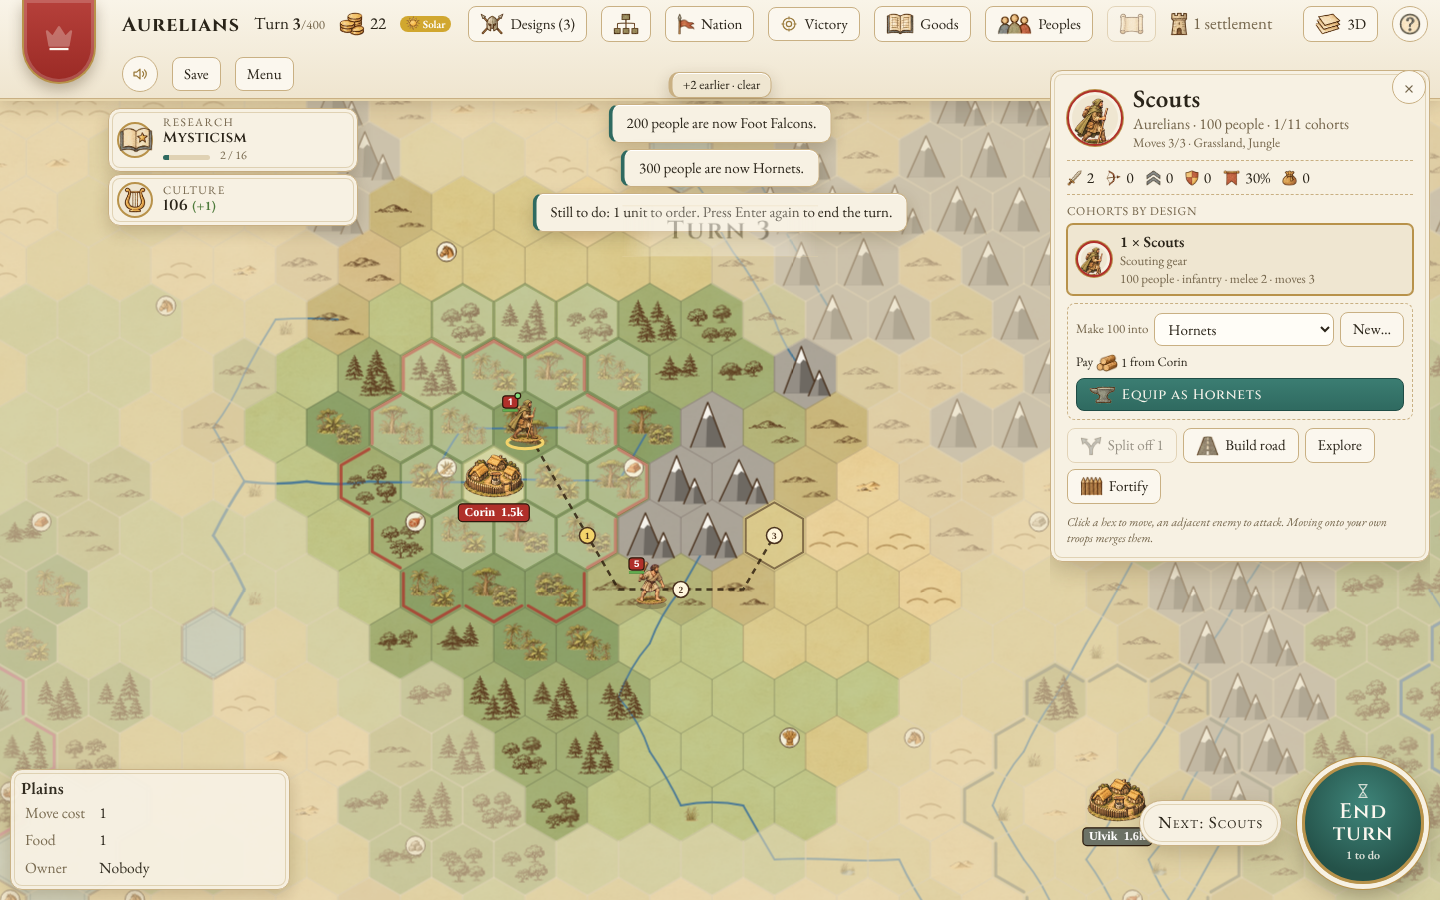 AURELIANS
Turn 3/400
22
Solar
Designs (3)
Nation
Victory
Goods
Peoples
1 settlement
3D
?
Save
Menu
RESEARCH
MYSTICISM
2 / 16
CULTURE
106 (+1)
+2 earlier · clear
200 people are now Foot Falcons.
300 people are now Hornets.
Still to do: 1 unit to order. Press Enter again to end the turn.
TURN 3
×
Scouts
Aurelians · 100 people · 1/11 cohorts
Moves 3/3 · Grassland, Jungle
2 0 0 0 30% 0
COHORTS BY DESIGN
1 × Scouts
Scouting gear
100 people · infantry · melee 2 · moves 3
Make 100 into
Hornets
New...
Pay 1 from Corin
EQUIP AS HORNETS
Split off 1
Build road
Explore
Fortify
Click a hex to move, an adjacent enemy to attack. Moving onto your own
troops merges them.
1
Corin 1.5k
1
3
5
2
Plains
Move cost 1
Food 1
Owner Nobody
Ulvik 1.6k
NEXT: SCOUTS
END
TURN
1 to do